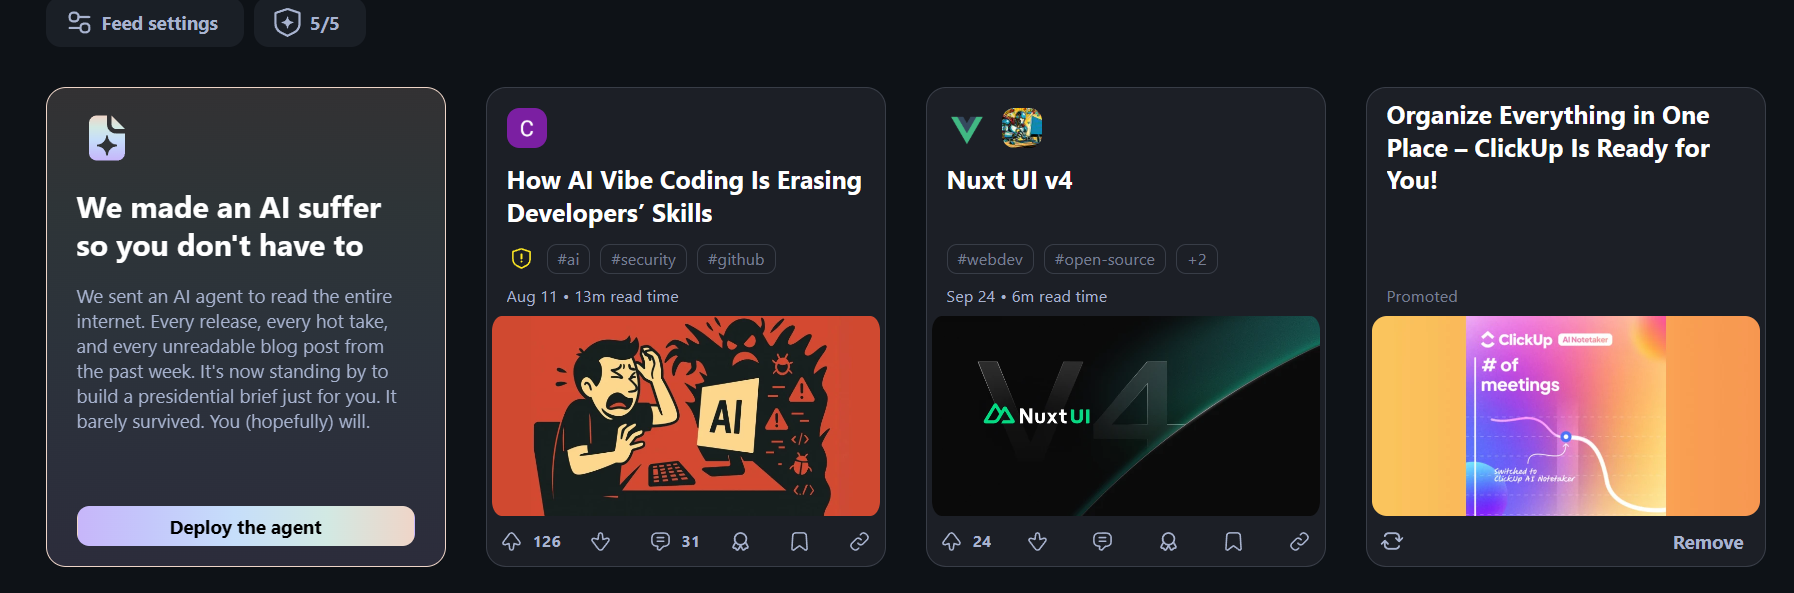 Feed settings
5/5
We made an AI suffer
so you don't have to
We sent an AI agent to read the entire
internet. Every release, every hot take,
and every unreadable blog post from
the past week. It's now standing by to
build a presidential brief just for you. It
barely survived. You (hopefully) will.
Deploy the agent
C
How AI Vibe Coding Is Erasing
Developers’ Skills
#ai #security #github
Aug 11 • 13m read time
AI
126 31
Nuxt UI v4
#webdev #open-source +2
Sep 24 • 6m read time
V4
NuxtUI
24
Organize Everything in One
Place – ClickUp Is Ready for
You!
Promoted
ClickUp AI Notetaker
# of
meetings
Switched to
ClickUp AI Notetaker
Remove